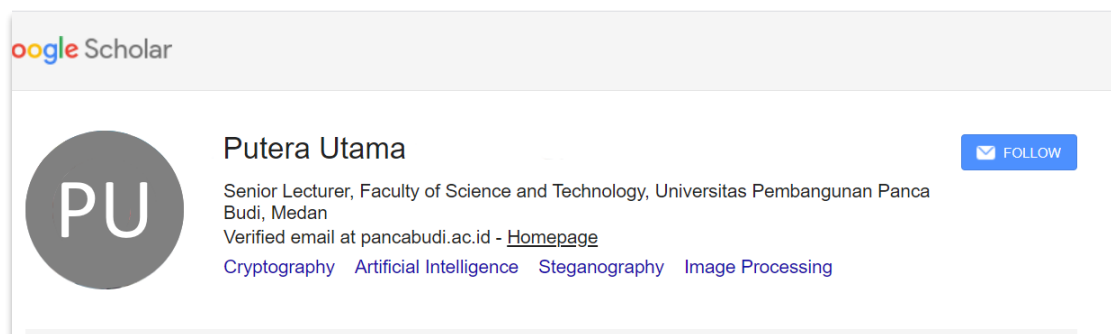 oogle Scholar
PU
Putera Utama
FOLLOW
Senior Lecturer, Faculty of Science and Technology, Universitas Pembangunan Panca
Budi, Medan
Verified email at pancabudi.ac.id - Homepage
Cryptography Artificial Intelligence Steganography Image Processing